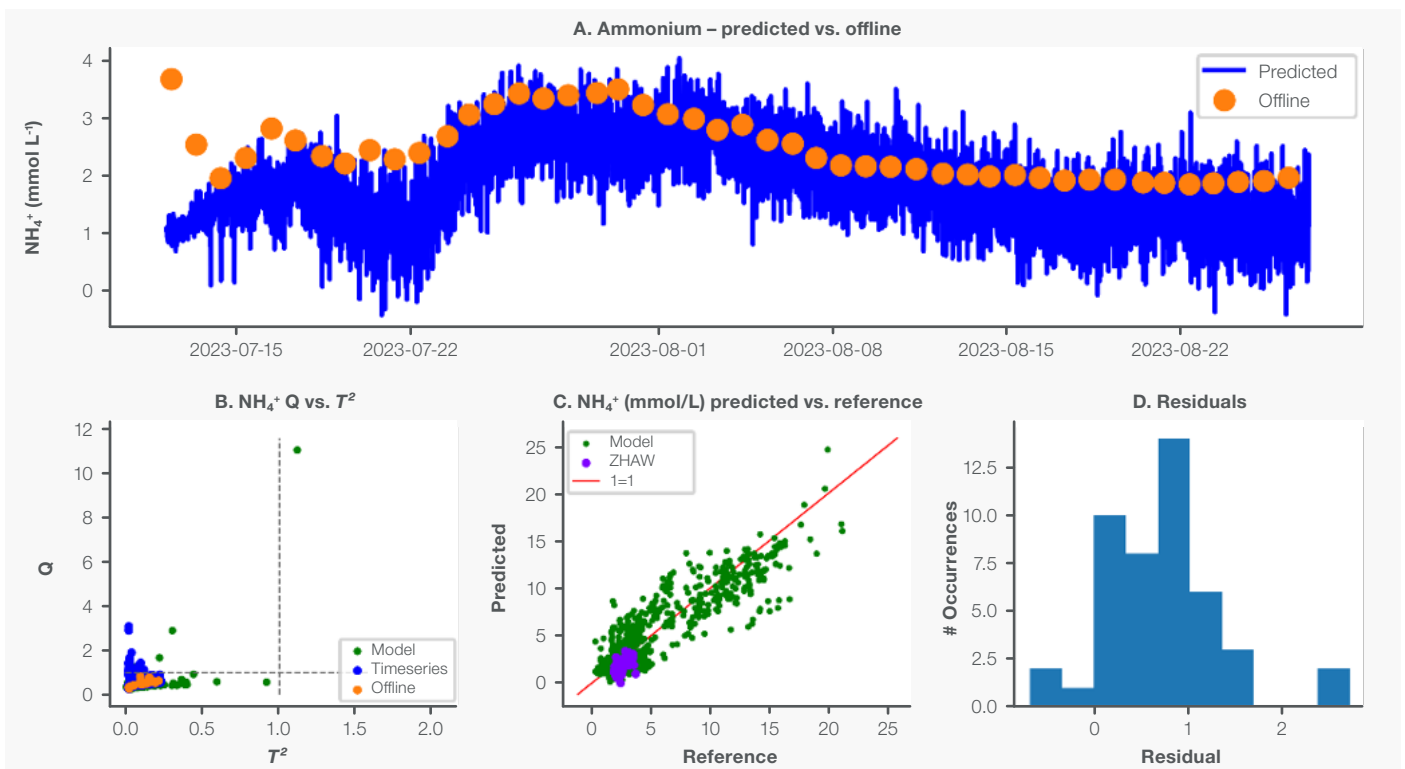 A. Ammonium – predicted vs. offline
NH₄⁺ (mmol L⁻¹)
4
3
2
1
0
Predicted
Offline
2023-07-15 2023-07-22 2023-08-01 2023-08-08 2023-08-15 2023-08-22
B. NH₄⁺ Q vs. T²
Q
12
10
8
6
4
2
0
Model
Timeseries
Offline
0.0 0.5 1.0 1.5 2.0
T²
C. NH₄⁺ (mmol/L) predicted vs. reference
Predicted
25
20
15
10
5
0
Model
ZHAW
1=1
0 5 10 15 20 25
Reference
D. Residuals
# Occurrences
12.5
10.0
7.5
5.0
2.5
0.0
0 1 2
Residual